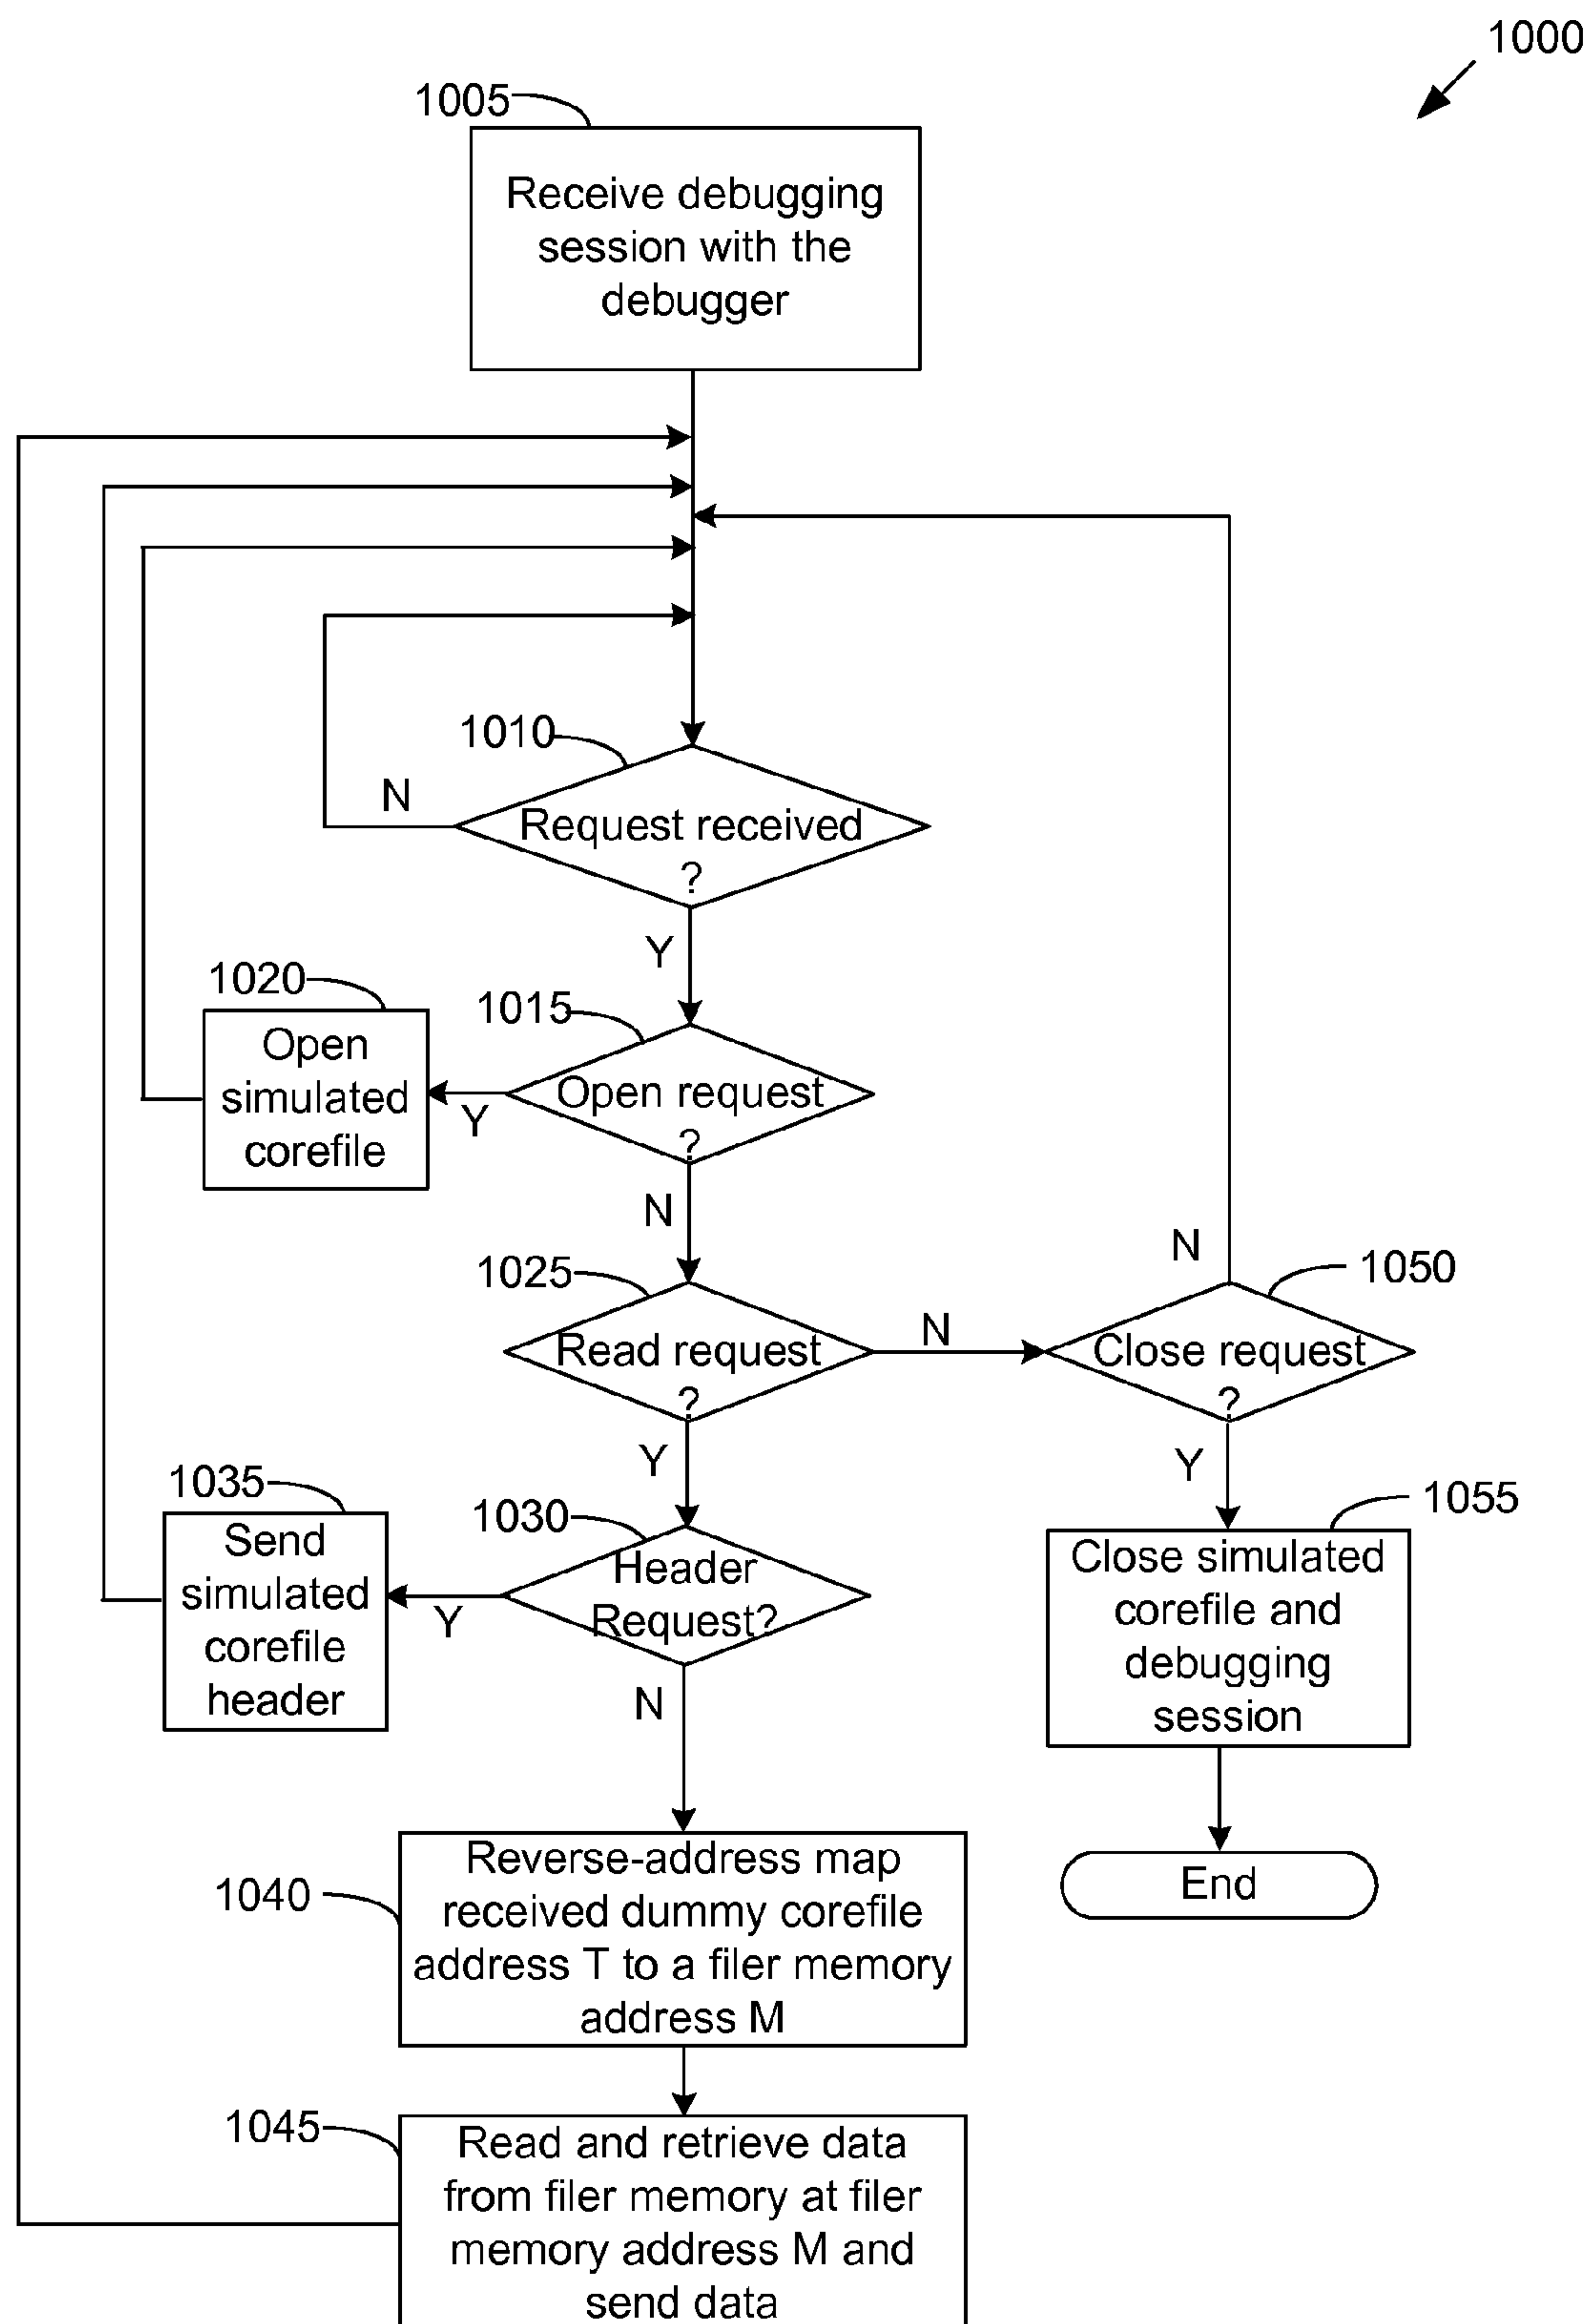 1000
1005
Receive debugging
session with the
debugger
1010
N
Request received
?
Y
1020
1015
Open
simulated
corefile
Y
Open request
?
N
1025
Read request
?
N
N
1050
Close request
?
Y
Y
1035
1030
1055
Send
simulated
corefile
header
Y
Header
Request?
N
Close simulated
corefile and
debugging
session
End
1040
Reverse-address map
received dummy corefile
address T to a filer memory
address M
1045
Read and retrieve data
from filer memory at filer
memory address M and
send data